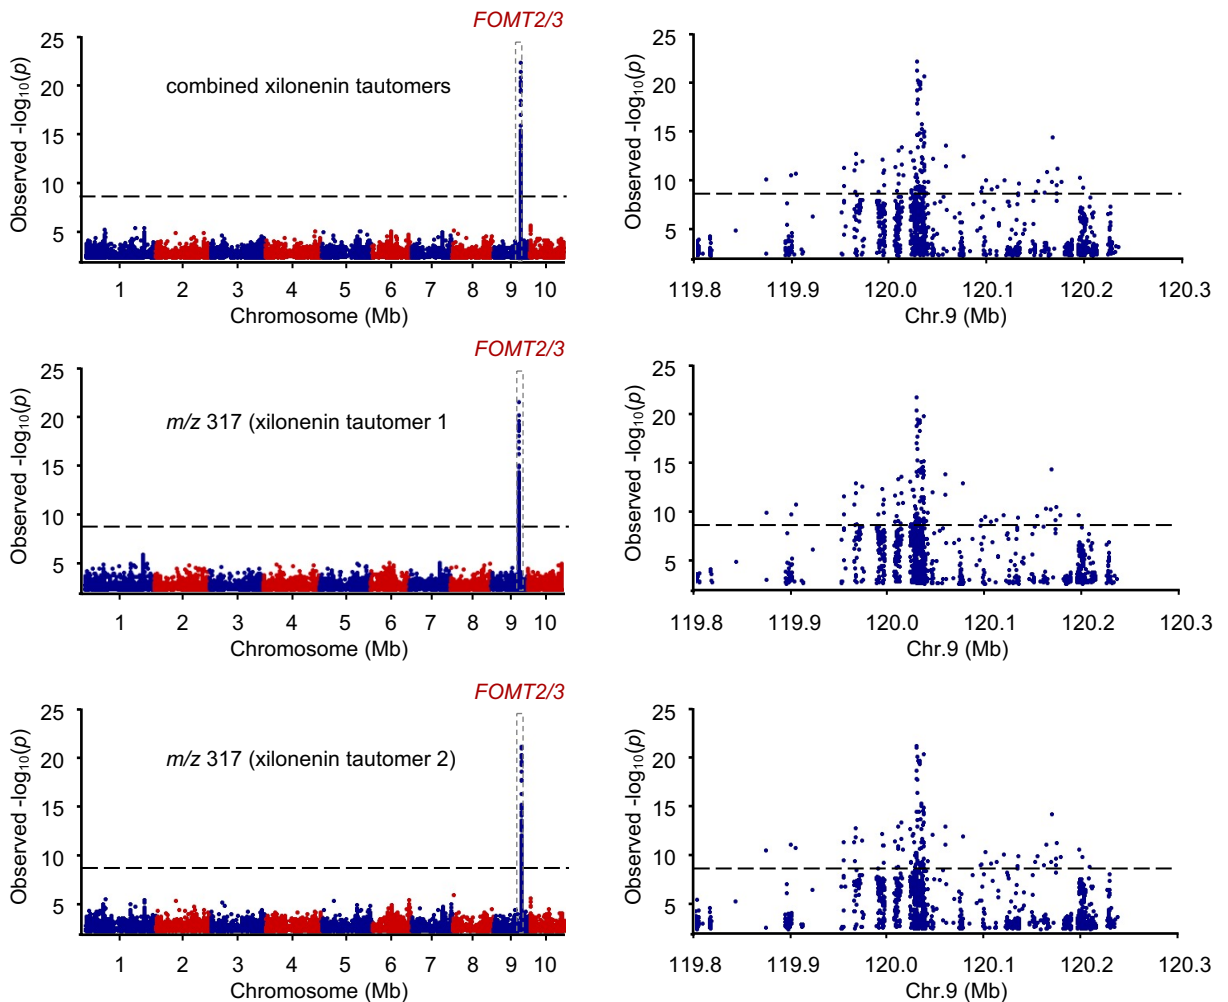 FOMT2/3
Observed -log10(p)
25
20
15
10
5
combined xilonenin tautomers
1 2 3 4 5 6 7 8 9 10
Chromosome (Mb)
Observed -log10(p)
25
20
15
10
5
119.8 119.9 120.0 120.1 120.2 120.3
Chr.9 (Mb)
FOMT2/3
Observed -log10(p)
25
20
15
10
5
m/z 317 (xilonenin tautomer 1
1 2 3 4 5 6 7 8 9 10
Chromosome (Mb)
Observed -log10(p)
25
20
15
10
5
119.8 119.9 120.0 120.1 120.2 120.3
Chr.9 (Mb)
FOMT2/3
Observed -log10(p)
25
20
15
10
5
m/z 317 (xilonenin tautomer 2)
1 2 3 4 5 6 7 8 9 10
Chromosome (Mb)
Observed -log10(p)
25
20
15
10
5
119.8 119.9 120.0 120.1 120.2 120.3
Chr.9 (Mb)